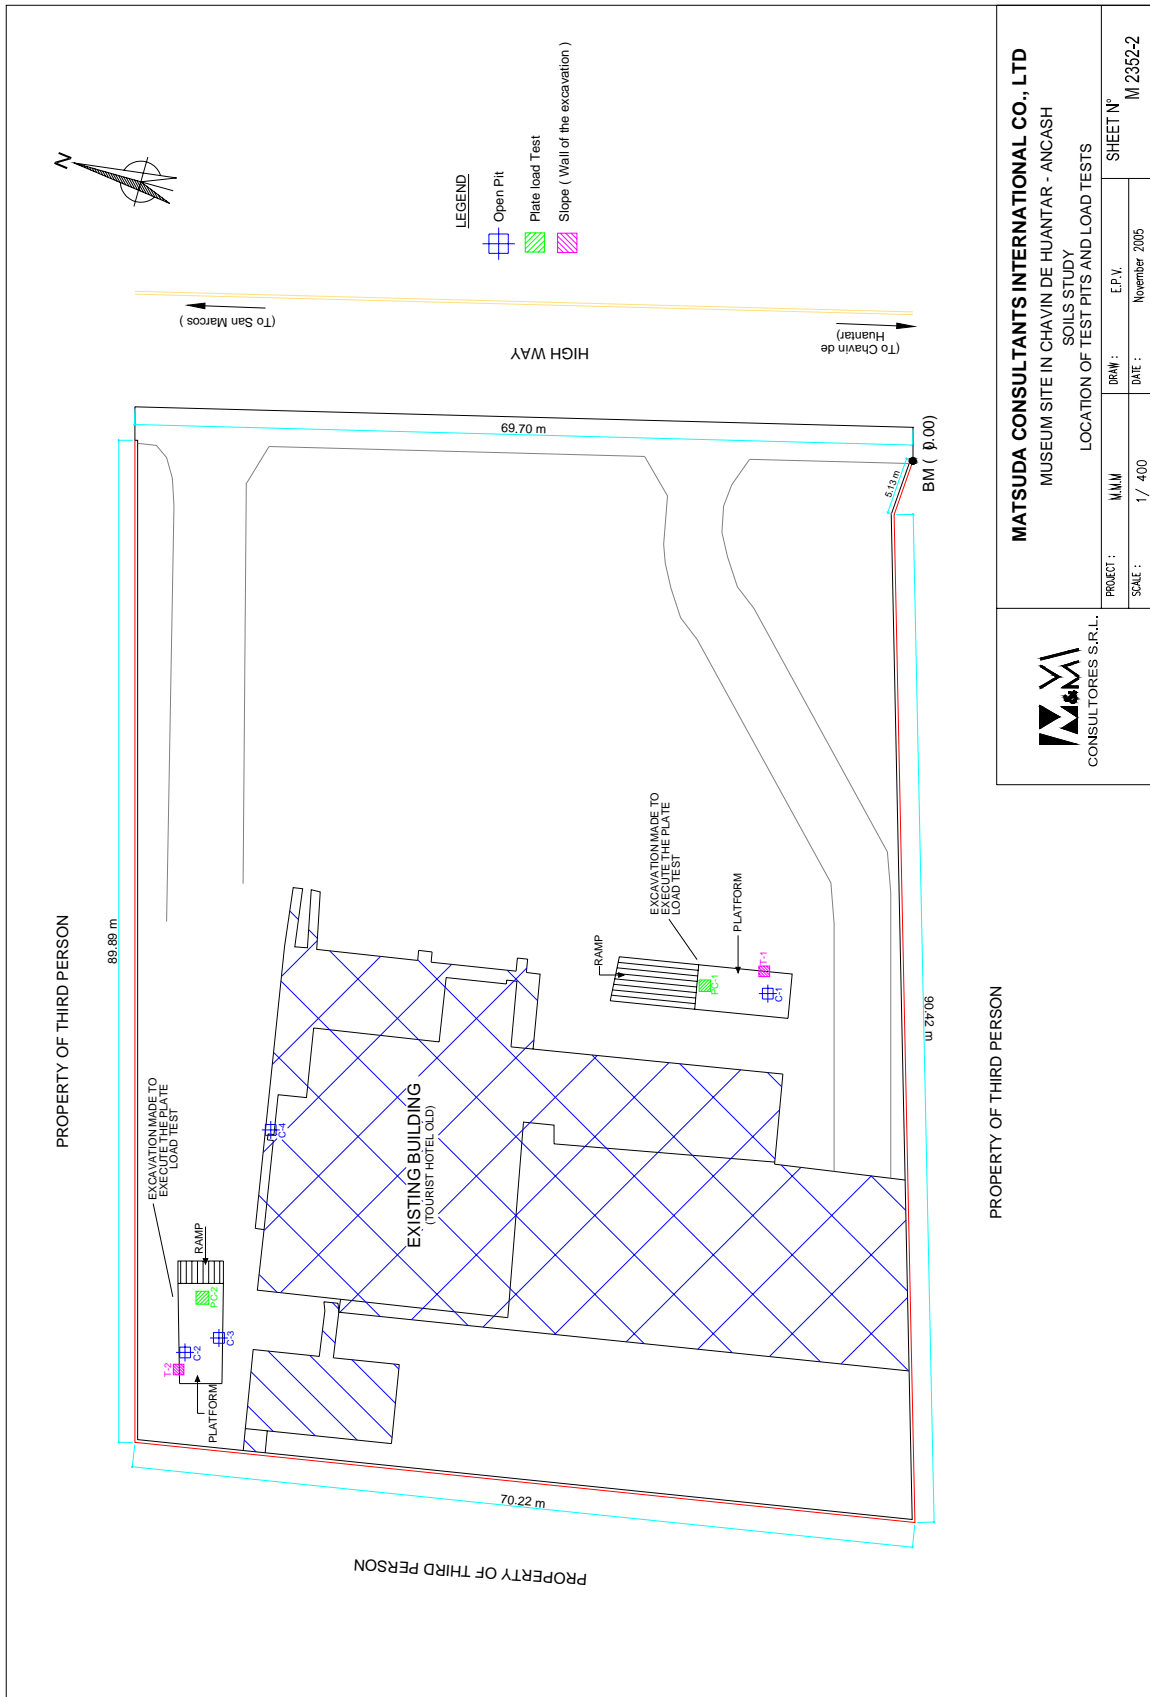 N
LEGEND
Open Pit
Plate load Test
Slope ( Wall of the excavation )
(To San Marcos )
HIGH WAY
(To Chavin de
Huantar)
69.70 m
5.13 m
BM ( 0.00)
89.89 m
PROPERTY OF THIRD PERSON
EXCAVATION MADE TO
EXECUTE THE PLATE
LOAD TEST
RAMP
PLATFORM
T-1
PC-1
C-1
90.42 m
PROPERTY OF THIRD PERSON
EXISTING BUILDING
(TOURIST HOTEL OLD)
C-4
EXCAVATION MADE TO
EXECUTE THE PLATE
LOAD TEST
RAMP
PC-2
C-3
C-2
T-2
PLATFORM
70.22 m
PROPERTY OF THIRD PERSON
M&M
CONSULTORES S.R.L.
MATSUDA CONSULTANTS INTERNATIONAL CO., LTD
MUSEUM SITE IN CHAVIN DE HUANTAR - ANCASH
SOILS STUDY
LOCATION OF TEST PITS AND LOAD TESTS
PROJECT : M.M.M
DRAW : E.P.V.
SHEET Nº
M 2352-2
SCALE : 1/ 400
DATE : November 2005